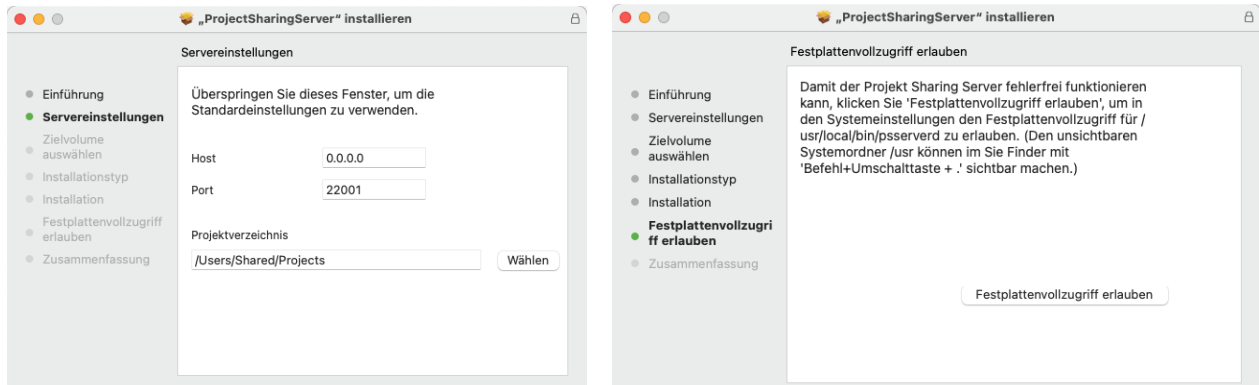 „ProjectSharingServer“ installieren
Servereinstellungen
Einführung
Servereinstellungen
Zielvolume
auswählen
Installationstyp
Installation
Festplattenvollzugriff
erlauben
Zusammenfassung
Überspringen Sie dieses Fenster, um die
Standardeinstellungen zu verwenden.
Host
0.0.0.0
Port
22001
Projektverzeichnis
/Users/Shared/Projects
Wählen
„ProjectSharingServer“ installieren
Festplattenvollzugriff erlauben
Einführung
Servereinstellungen
Zielvolume
auswählen
Installationstyp
Installation
Festplattenvollzugri
ff erlauben
Zusammenfassung
Damit der Projekt Sharing Server fehlerfrei funktionieren
kann, klicken Sie 'Festplattenvollzugriff erlauben', um in
den Systemeinstellungen den Festplattenvollzugriff für /
usr/local/bin/psserverd zu erlauben. (Den unsichtbaren
Systemordner /usr können im Sie Finder mit
'Befehl+Umschalttaste + .' sichtbar machen.)
Festplattenvollzugriff erlauben